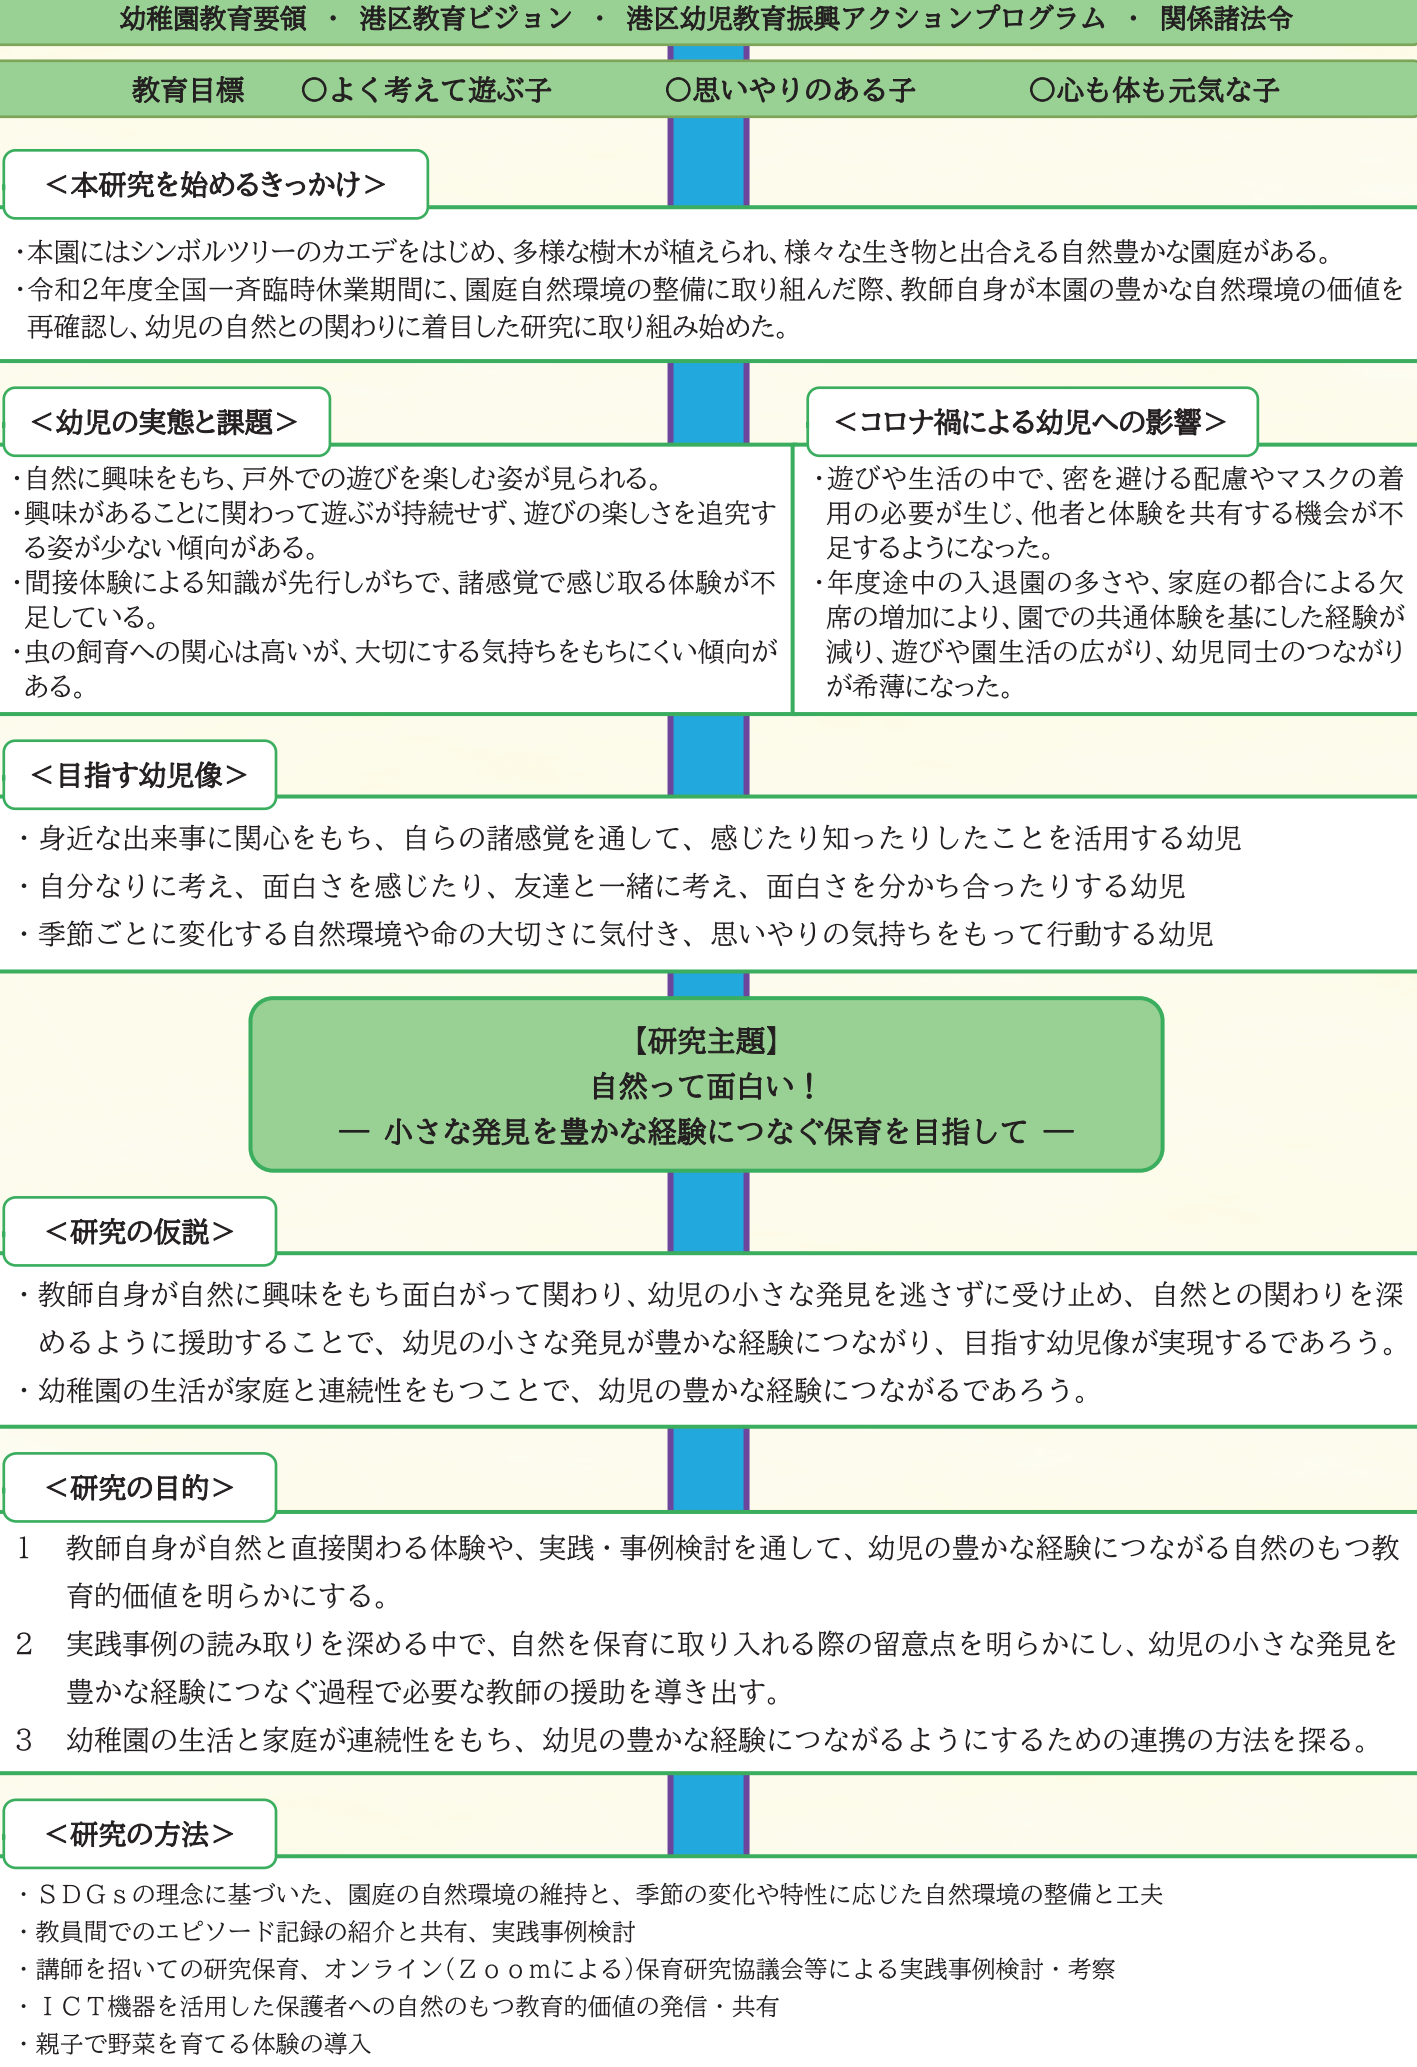 幼稚園教育要領 ・ 港区教育ビジョン ・ 港区幼児教育振興アクションプログラム ・ 関係諸法令
教育目標 〇よく考えて遊ぶ子 〇思いやりのある子 〇心も体も元気な子
＜本研究を始めるきっかけ＞
・本園にはシンボルツリーのカエデをはじめ、多様な樹木が植えられ、様々な生き物と出合える自然豊かな園庭がある。
・令和2年度全国一斉臨時休業期間に、園庭自然環境の整備に取り組んだ際、教師自身が本園の豊かな自然環境の価値を
再確認し、幼児の自然との関わりに着目した研究に取り組み始めた。
＜幼児の実態と課題＞
・自然に興味をもち、戸外での遊びを楽しむ姿が見られる。
・興味があることに関わって遊ぶが持続せず、遊びの楽しさを追究す
る姿が少ない傾向がある。
・間接体験による知識が先行しがちで、諸感覚で感じ取る体験が不
足している。
・虫の飼育への関心は高いが、大切にする気持ちをもちにくい傾向が
ある。
＜コロナ禍による幼児への影響＞
・遊びや生活の中で、密を避ける配慮やマスクの着
用の必要が生じ、他者と体験を共有する機会が不
足するようになった。
・年度途中の入退園の多さや、家庭の都合による欠
席の増加により、園での共通体験を基にした経験が
減り、遊びや園生活の広がり、幼児同士のつながり
が希薄になった。
＜目指す幼児像＞
・身近な出来事に関心をもち、自らの諸感覚を通して、感じたり知ったりしたことを活用する幼児
・自分なりに考え、面白さを感じたり、友達と一緒に考え、面白さを分かち合ったりする幼児
・季節ごとに変化する自然環境や命の大切さに気付き、思いやりの気持ちをもって行動する幼児
【研究主題】
自然って面白い！
― 小さな発見を豊かな経験につなぐ保育を目指して ―
＜研究の仮説＞
・教師自身が自然に興味をもち面白がって関わり、幼児の小さな発見を逃さずに受け止め、自然との関わりを深
めるように援助することで、幼児の小さな発見が豊かな経験につながり、目指す幼児像が実現するであろう。
・幼稚園の生活が家庭と連続性をもつことで、幼児の豊かな経験につながるであろう。
＜研究の目的＞
1 教師自身が自然と直接関わる体験や、実践・事例検討を通して、幼児の豊かな経験につながる自然のもつ教
育的価値を明らかにする。
2 実践事例の読み取りを深める中で、自然を保育に取り入れる際の留意点を明らかにし、幼児の小さな発見を
豊かな経験につなぐ過程で必要な教師の援助を導き出す。
3 幼稚園の生活と家庭が連続性をもち、幼児の豊かな経験につながるようにするための連携の方法を探る。
＜研究の方法＞
・ＳＤＧｓの理念に基づいた、園庭の自然環境の維持と、季節の変化や特性に応じた自然環境の整備と工夫
・教員間でのエピソード記録の紹介と共有、実践事例検討
・講師を招いての研究保育、オンライン(Ｚｏｏｍによる)保育研究協議会等による実践事例検討・考察
・ＩＣＴ機器を活用した保護者への自然のもつ教育的価値の発信・共有
・親子で野菜を育てる体験の導入